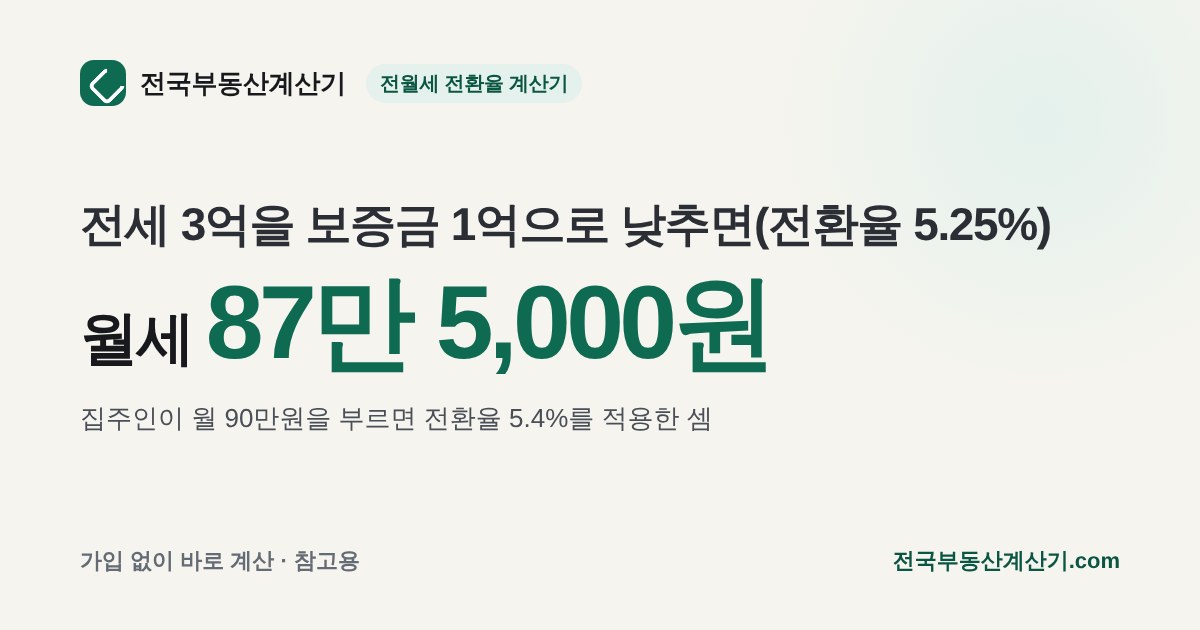 전국부동산계산기 전월세 전환율 계산기
전세 3억을 보증금 1억으로 낮추면(전환율 5.25%)
월세 87만 5,000원
집주인이 월 90만원을 부르면 전환율 5.4%를 적용한 셈
가입 없이 바로 계산 · 참고용
전국부동산계산기.com